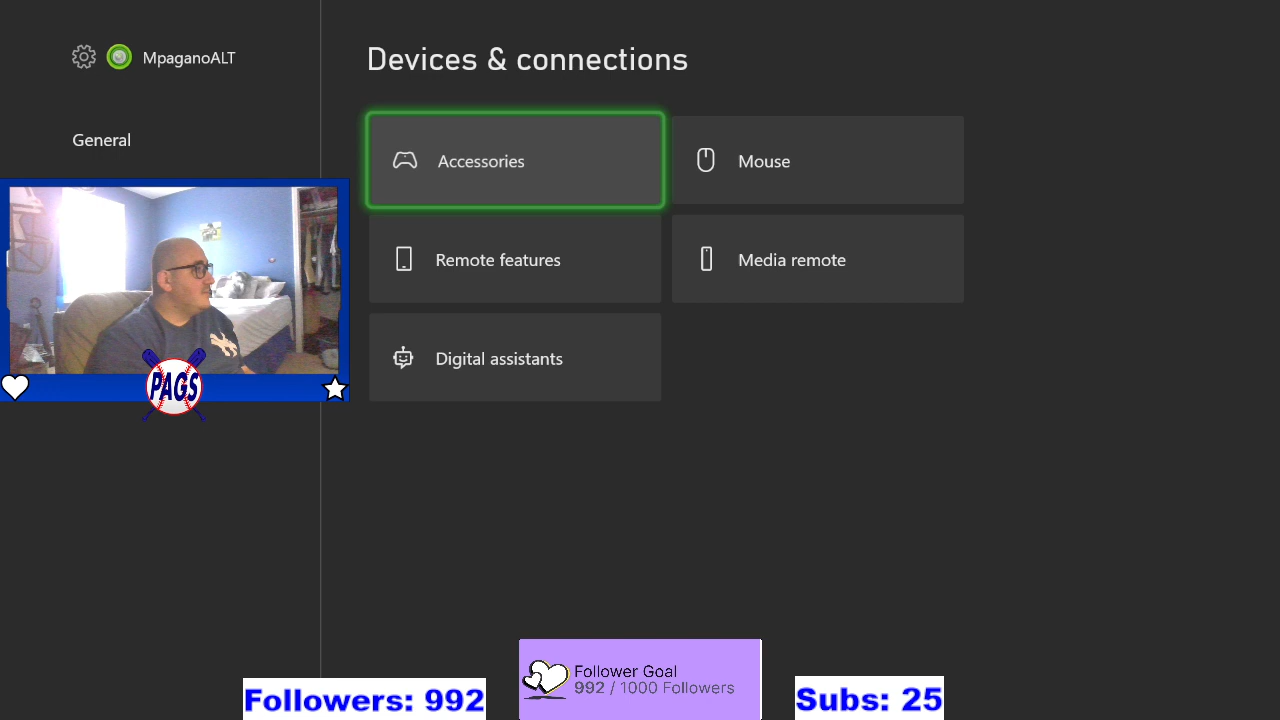 MpaganoALT
General
Devices & connections
Accessories
Mouse
Remote features
Media remote
Digital assistants
PAGS
Follower Goal
992 / 1000 Followers
Followers: 992
Subs: 25